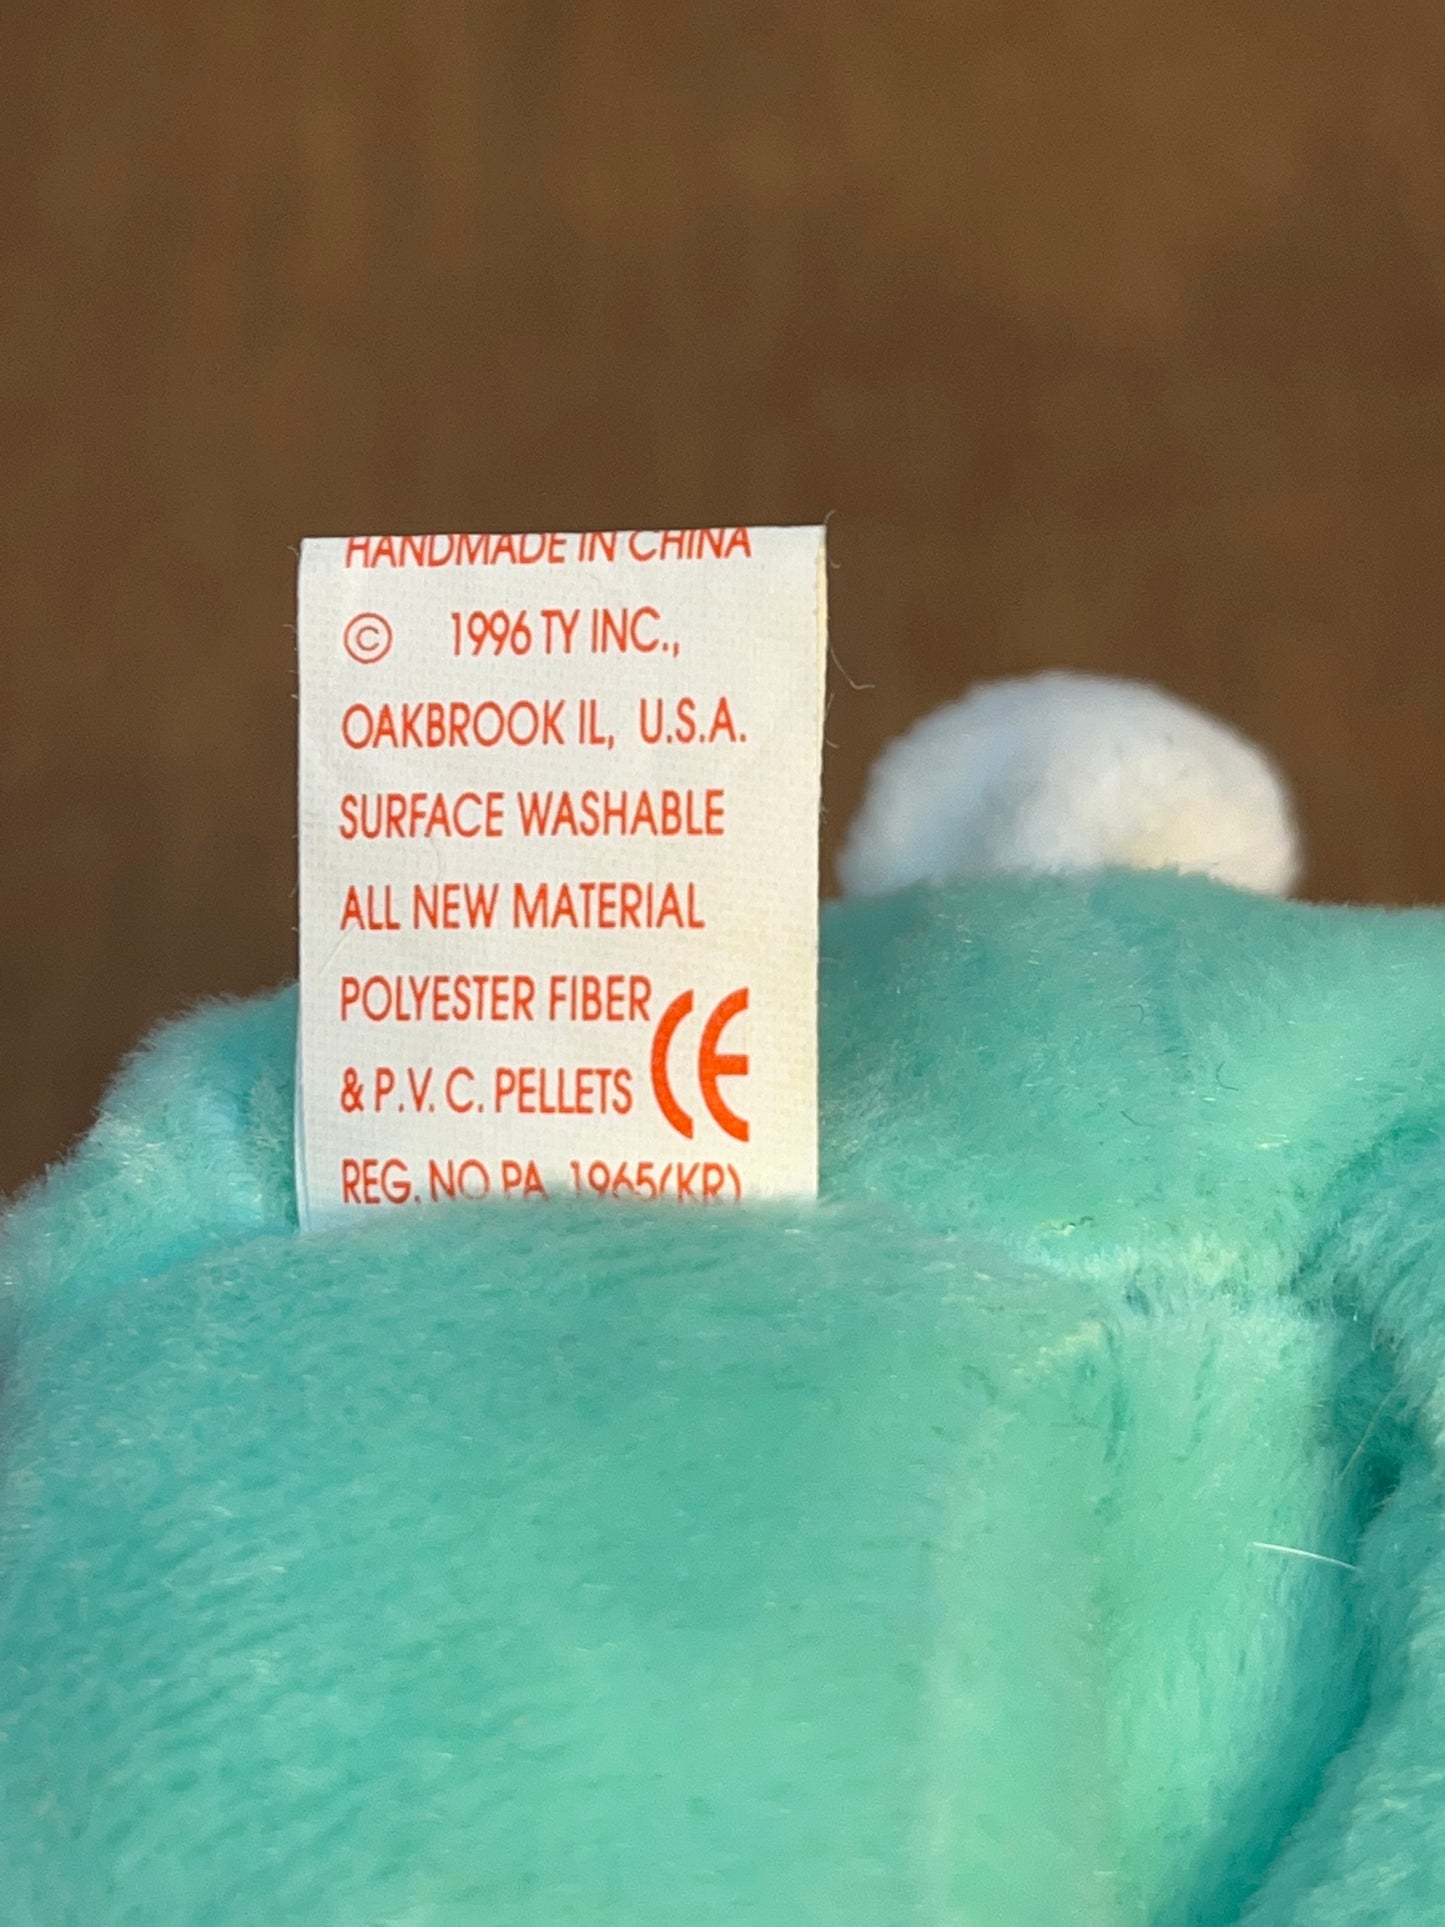 HANDMADE IN CHINA
© 1996 TY INC.,
OAKBROOK IL, U.S.A.
SURFACE WASHABLE
ALL NEW MATERIAL
POLYESTER FIBER
& P.V.C. PELLETS CE
REG. NO PA. 1965(KR)